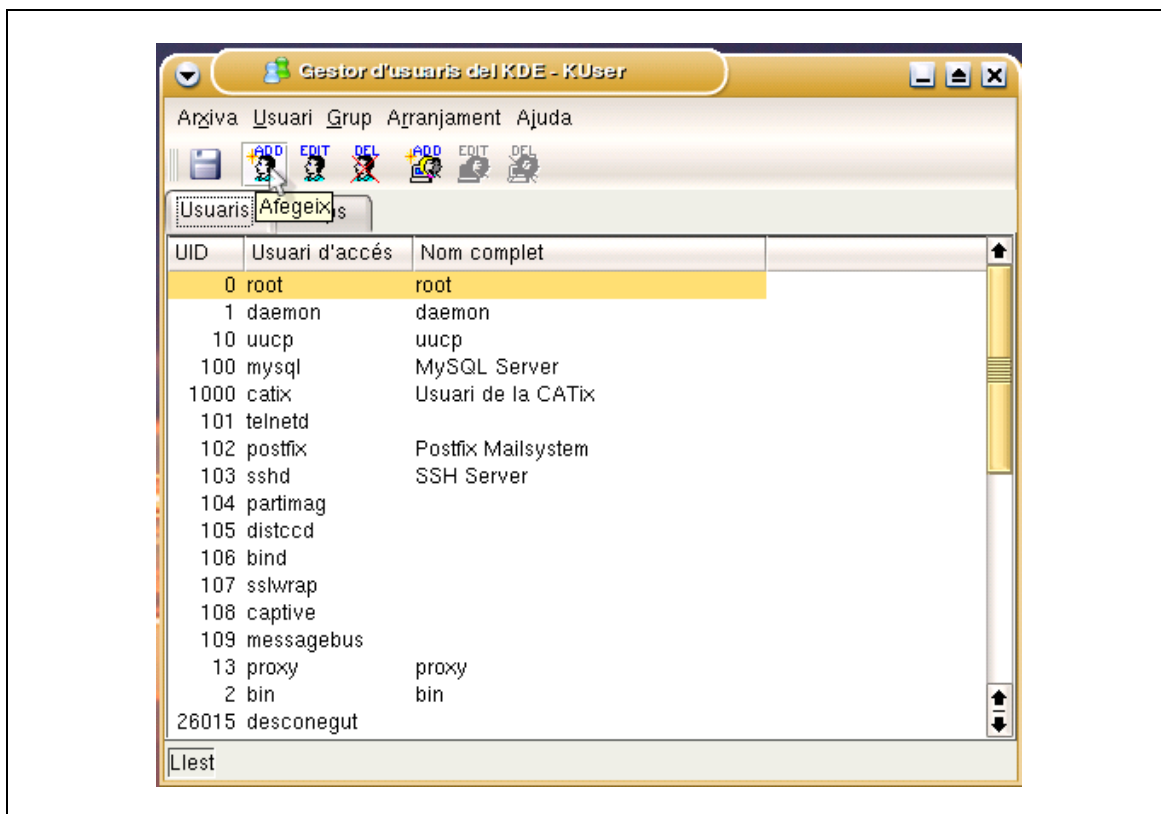 Gestor d'usuaris del KDE - KUser
Arxiva Usuari Grup Arranjament Ajuda
ADD EDIT DEL ADD EDIT DEL
Usuaris Afegeix
UID Usuari d'accés Nom complet
0 root root
1 daemon daemon
10 uucp uucp
100 mysql MySQL Server
1000 catix Usuari de la CATix
101 telnetd
102 postfix Postfix Mailsystem
103 sshd SSH Server
104 partimag
105 distccd
106 bind
107 sslwrap
108 captive
109 messagebus
13 proxy proxy
2 bin bin
26015 desconegut
Llest